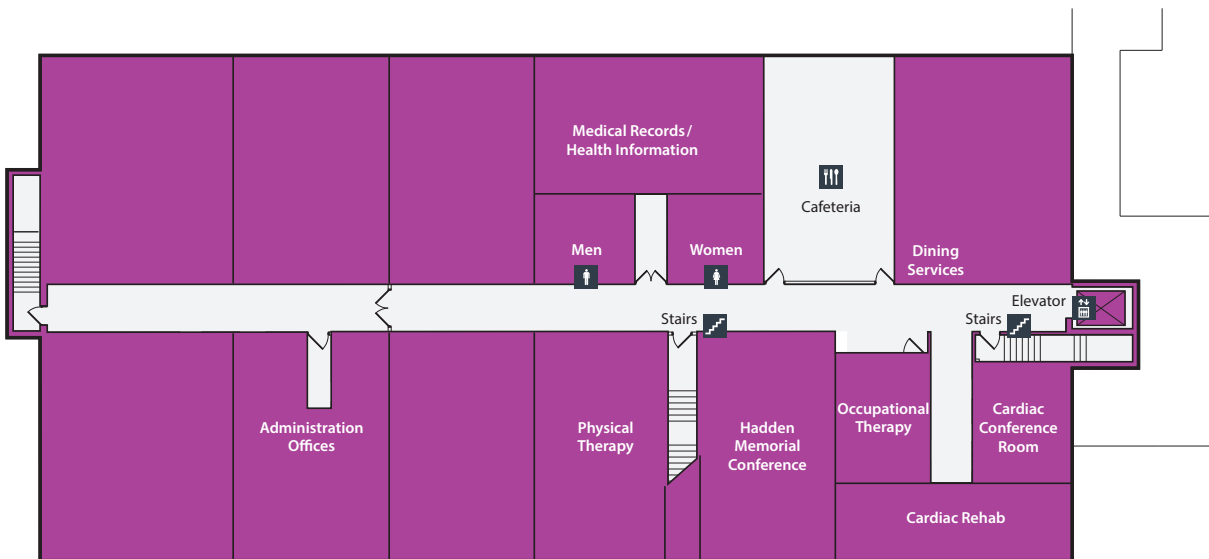 Medical Records /
Health Information
Cafeteria
Men
Women
Dining
Services
Elevator
Stairs
Stairs
Administration
Offices
Physical
Therapy
Hadden
Memorial
Conference
Occupational
Therapy
Cardiac
Conference
Room
Cardiac Rehab